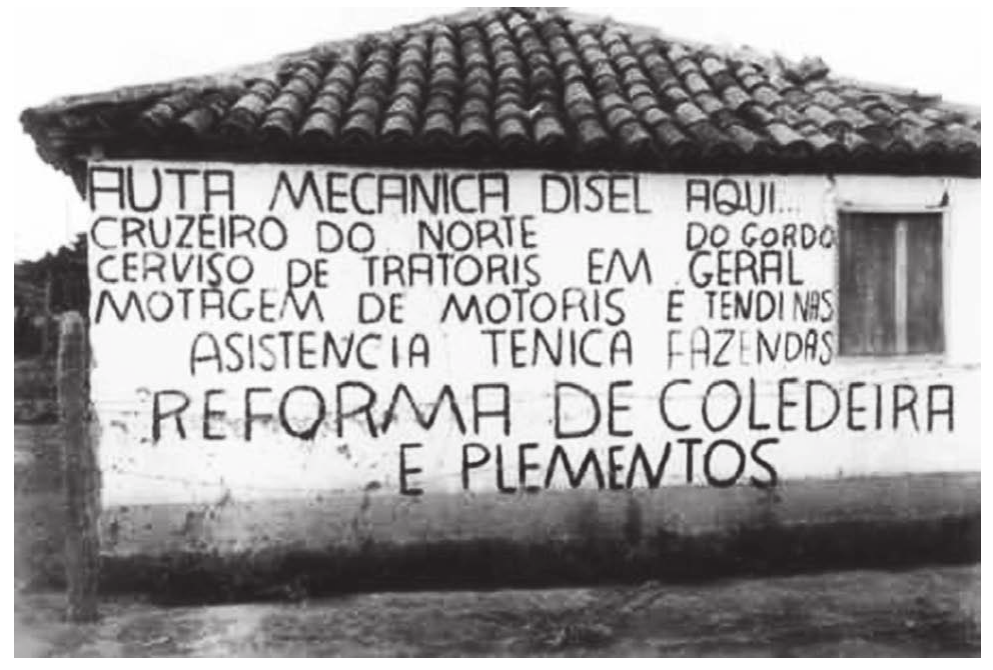 AUTA MECANICA DISEL AQUI...
CRUZEIRO DO NORTE DO GORDO
CERVISO DE TRATORIS EM GERAL
MOTAGEM DE MOTORIS E TENDINAS
ASISTENCIA TENICA FAZENDAS
REFORMA DE COLEDEIRA
E PLEMENTOS